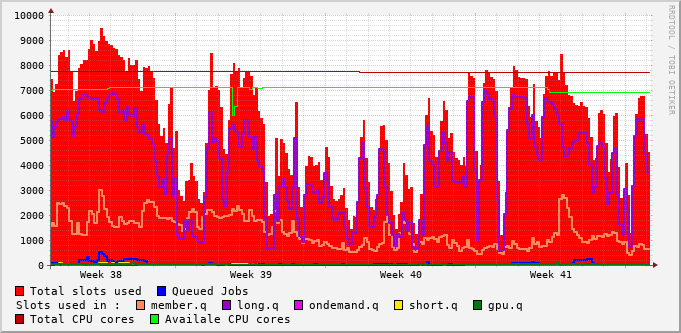 10000
9000
8000
7000
6000
5000
4000
3000
2000
1000
0
Week 38 Week 39 Week 40 Week 41
RRDTOOL / TOBI OETIKER
Total slots used Queued Jobs
Slots used in : member.q long.q ondemand.q short.q gpu.q
Total CPU cores Availale CPU cores